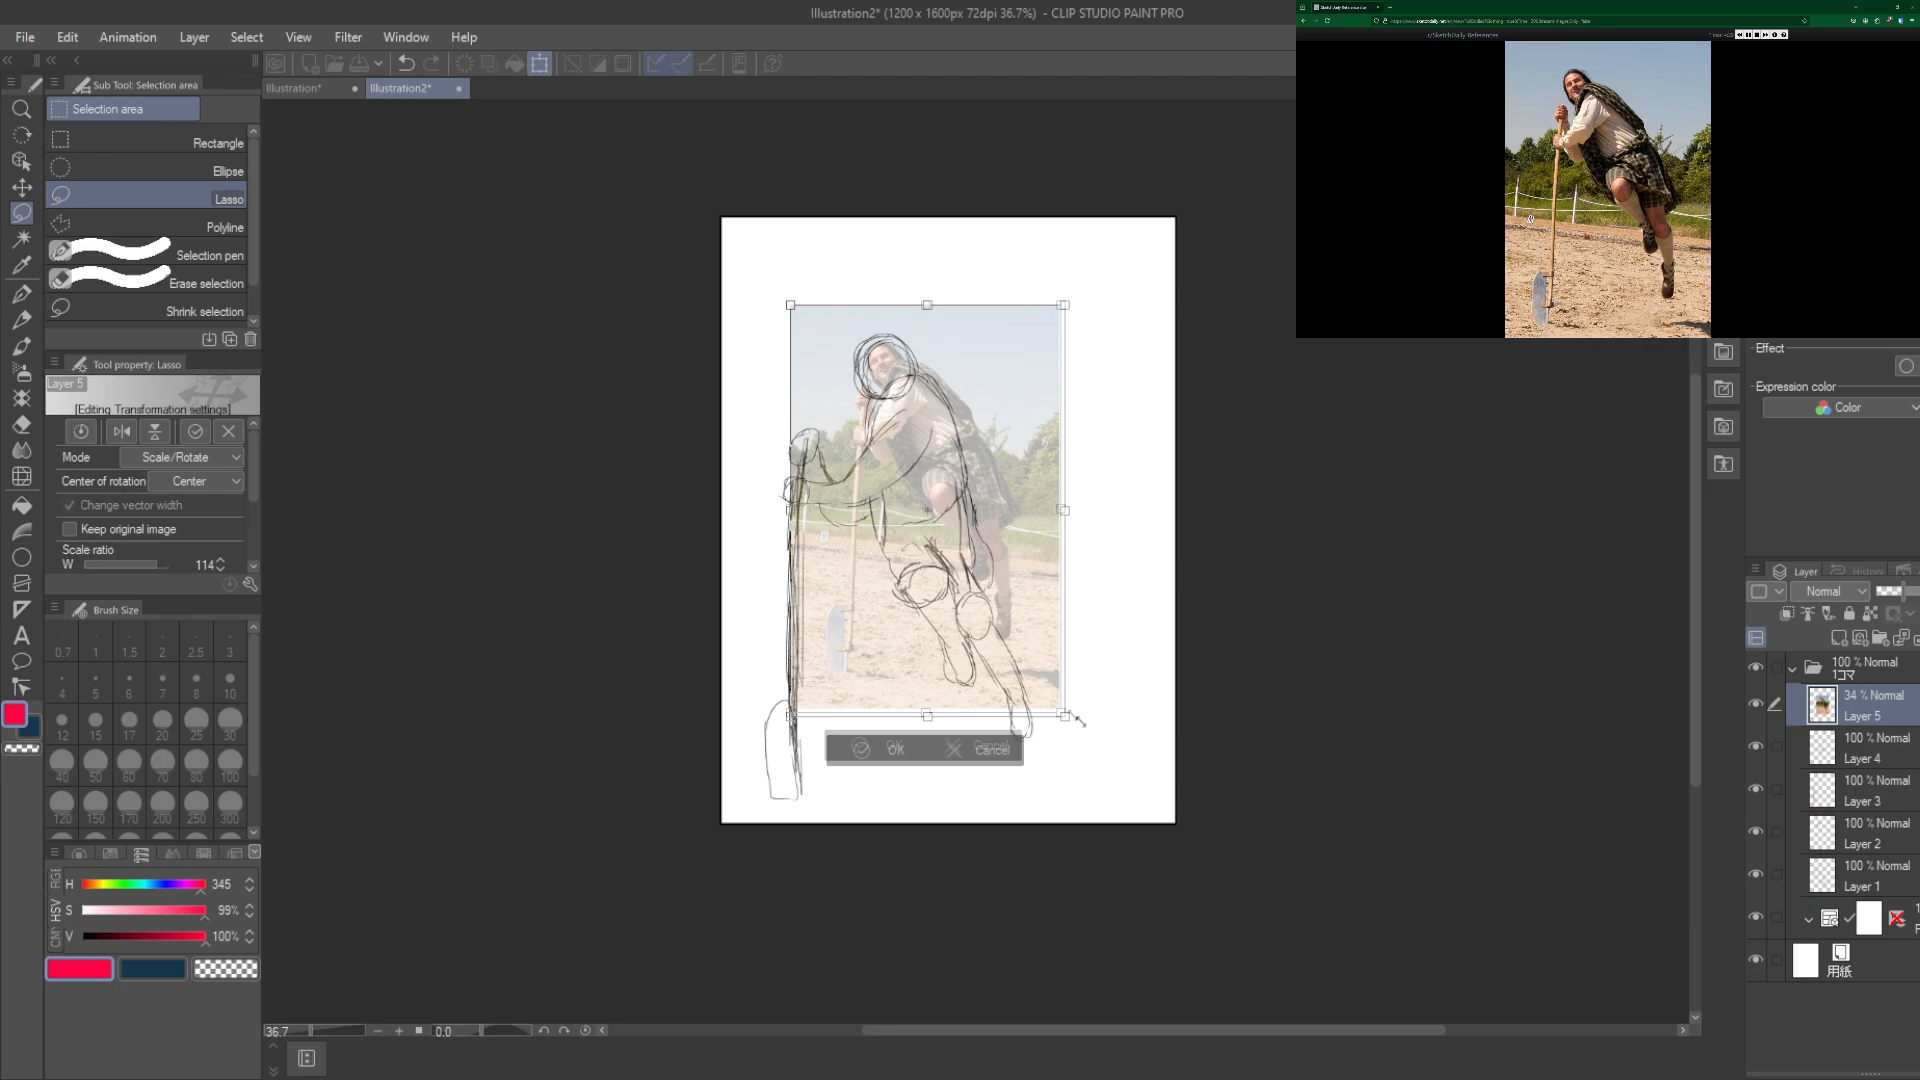 Illustration2* (1200 x 1600px 72dpi 36.7%) - CLIP STUDIO PAINT PRO
File Edit Animation Layer Select View Filter Window Help
r/SketchDaily References
Sub Tool: Selection area
Illustration*
Illustration2*
Selection area
Rectangle
Ellipse
Lasso
Polyline
Selection pen
Erase selection
Shrink selection
Tool property: Lasso
Layer 5
[Editing Transformation settings]
Mode Scale/Rotate
Center of rotation Center
Change vector width
Keep original image
Scale ratio
W 114
Brush Size
0.7 1 1.5 2 2.5 3
4 5 6 7 8 10
12 15 17 20 25 30
40 50 60 70 80 100
120 150 170 200 250 300
H 345
S 99%
V 100%
HSV
OK Cancel
36.7 0.0
Effect
Expression color
Color
Layer History
Normal
100 % Normal
1コマ
34 % Normal
Layer 5
100 % Normal
Layer 4
100 % Normal
Layer 3
100 % Normal
Layer 2
100 % Normal
Layer 1
用紙